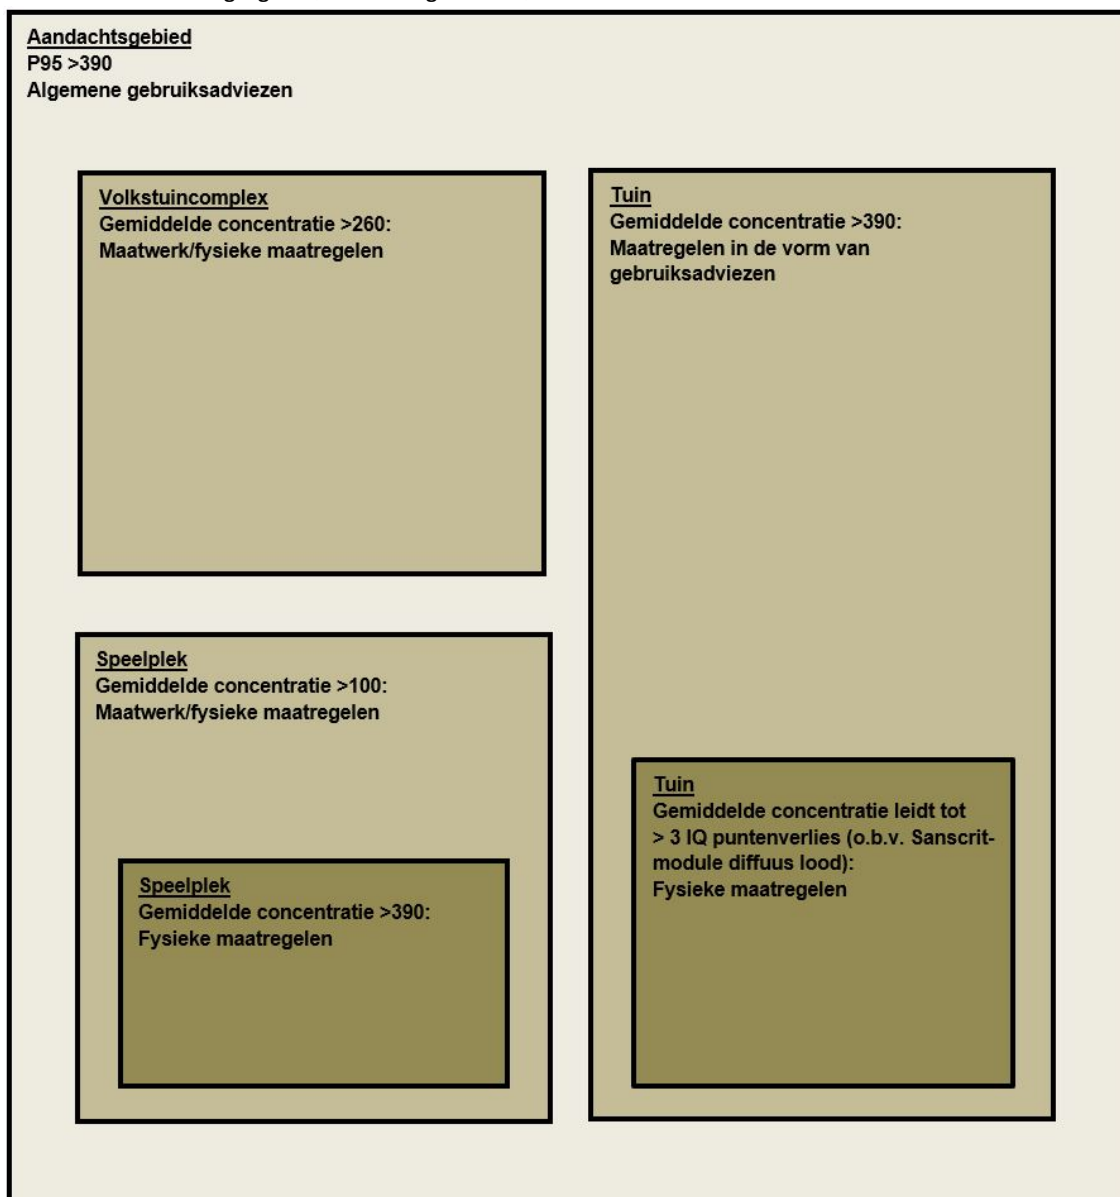 Aandachtsgebied
P95 >390
Algemene gebruiksadviezen
Volkstuincomplex
Gemiddelde concentratie >260:
Maatwerk/fysieke maatregelen
Tuin
Gemiddelde concentratie >390:
Maatregelen in de vorm van
gebruiksadviezen
Speelplek
Gemiddelde concentratie >100:
Maatwerk/fysieke maatregelen
Speelplek
Gemiddelde concentratie >390:
Fysieke maatregelen
Tuin
Gemiddelde concentratie leidt tot
> 3 IQ puntenverlies (o.b.v. Sanscrit-
module diffuus lood):
Fysieke maatregelen